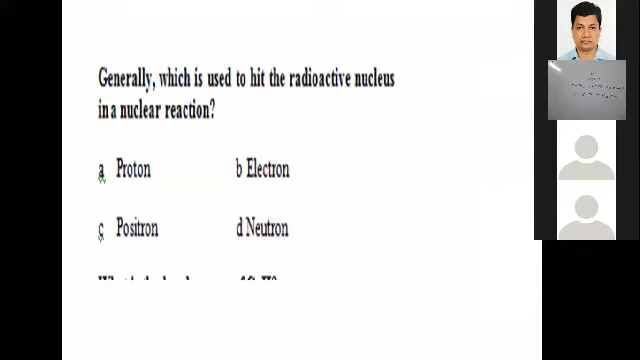 Generally, which is used to hit the radioactive nucleus
in a nuclear reaction?
a Proton b Electron
c Positron d Neutron